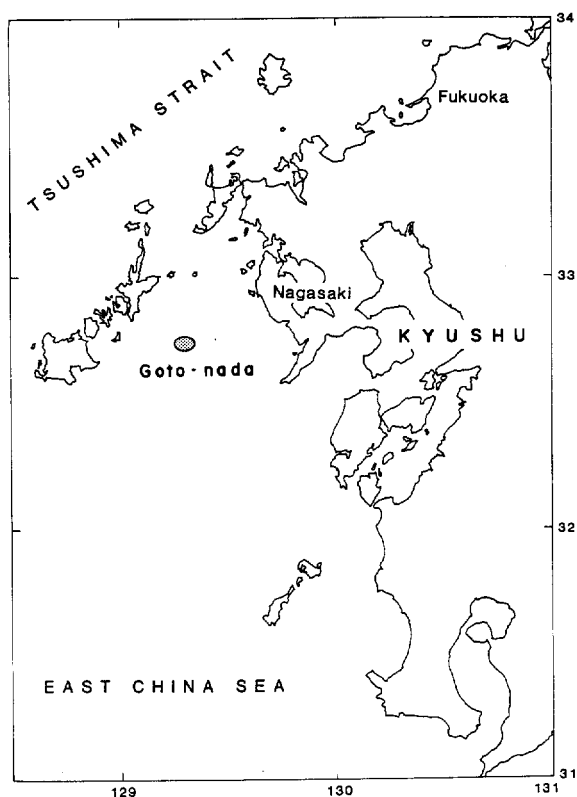 34
TSUSHIMA STRAIT
Fukuoka
33
Nagasaki
KYUSHU
Goto-nada
32
EAST CHINA SEA
31
129
130
131